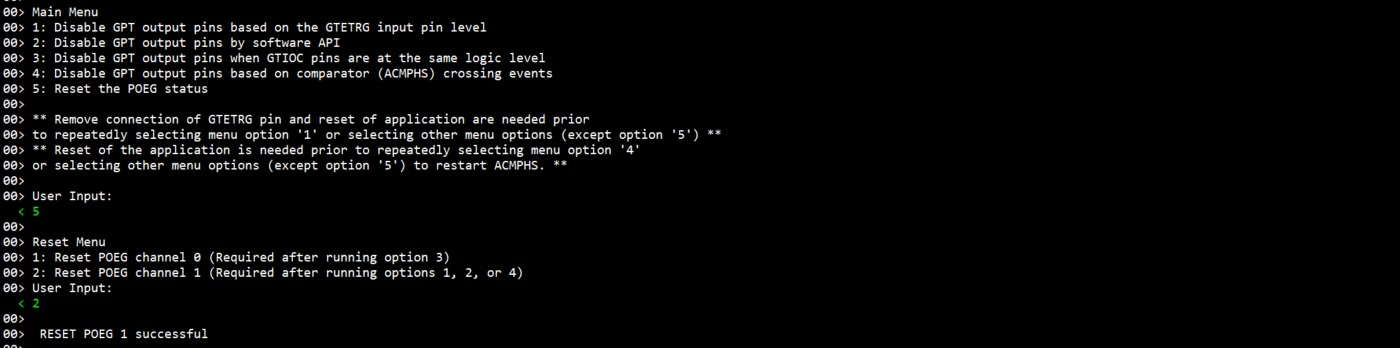 00> Main Menu
00> 1: Disable GPT output pins based on the GTETRG input pin level
00> 2: Disable GPT output pins by software API
00> 3: Disable GPT output pins when GTIOC pins are at the same logic level
00> 4: Disable GPT output pins based on comparator (ACMPHS) crossing events
00> 5: Reset the POEG status
00>
00> ** Remove connection of GTETRG pin and reset of application are needed prior
00> to repeatedly selecting menu option '1' or selecting other menu options (except option '5') **
00> ** Reset of the application is needed prior to repeatedly selecting menu option '4'
00> or selecting other menu options (except option '5') to restart ACMPHS. **
00>
00> User Input:
< 5
00>
00> Reset Menu
00> 1: Reset POEG channel 0 (Required after running option 3)
00> 2: Reset POEG channel 1 (Required after running options 1, 2, or 4)
00> User Input:
< 2
00>
00>  RESET POEG 1 successful